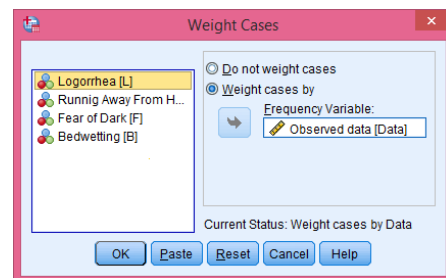 Weight Cases
Logorrhea [L]
Runnig Away From H...
Fear of Dark [F]
Bedwetting [B]
Do not weight cases
Weight cases by
Frequency Variable:
Observed data [Data]
Current Status: Weight cases by Data
OK Paste Reset Cancel Help